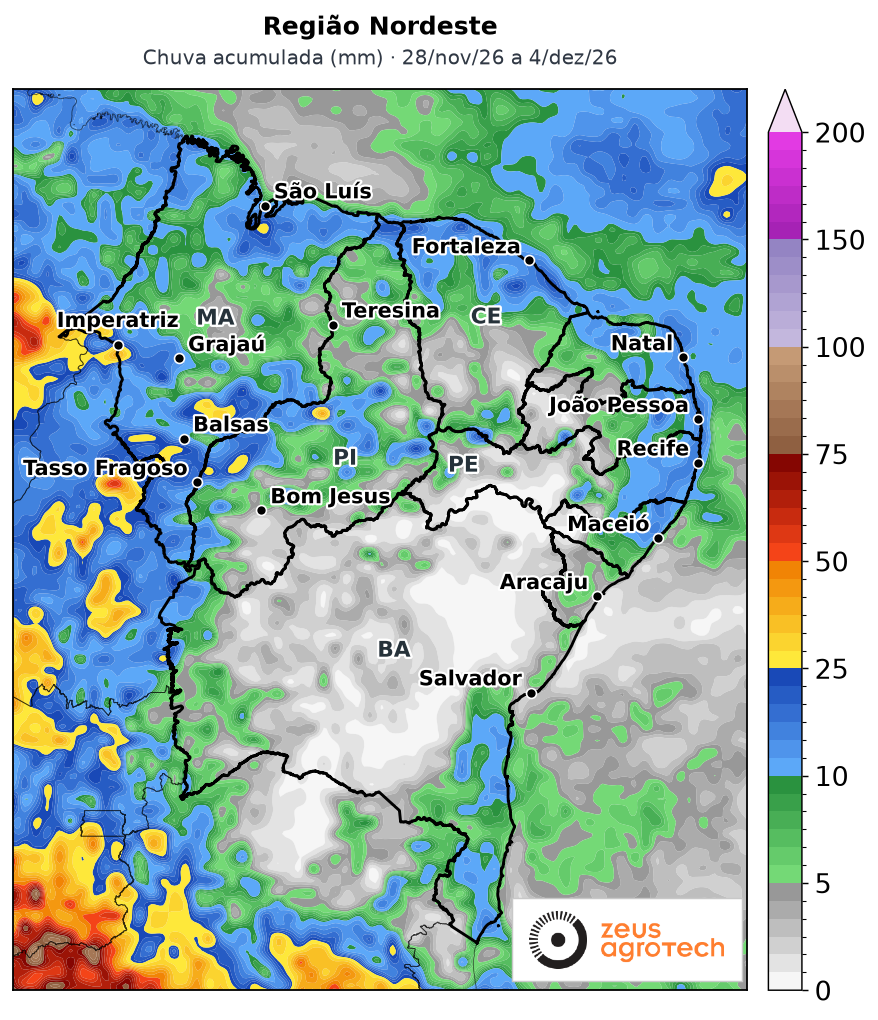 Região Nordeste
Chuva acumulada (mm) · 28/nov/26 a 4/dez/26
São Luís
Fortaleza
Teresina
Imperatriz
MA
CE
Grajaú
Natal
João Pessoa
Balsas
Recife
PI
PE
Tasso Fragoso
Bom Jesus
Maceió
Aracaju
BA
Salvador
zeus
agrotech
200
150
100
75
50
25
10
5
0